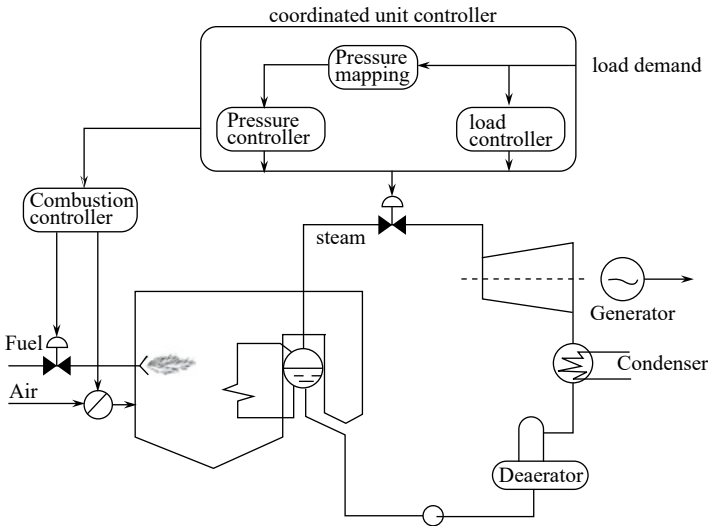 coordinated unit controller
Pressure
mapping
load demand
Pressure
controller
load
controller
Combustion
controller
steam
Generator
Fuel
Condenser
Air
Deaerator